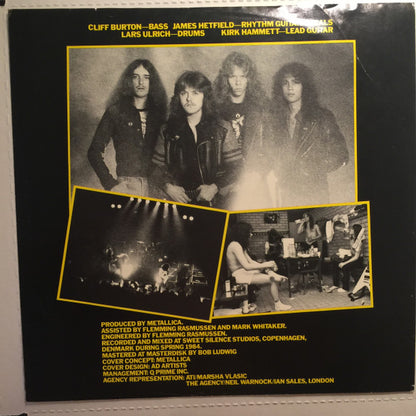 CLIFF BURTON—BASS JAMES HETFIELD—RHYTHM GUITAR
LARS ULRICH—DRUMS KIRK HAMMETT—LEAD GUITAR
PRODUCED BY METALLICA.
ASSISTED BY FLEMMING RASMUSSEN AND MARK WHITAKER.
ENGINEERED BY FLEMMING RASMUSSEN.
RECORDED AND MIXED AT SWEET SILENCE STUDIOS, COPENHAGEN,
DENMARK DURING SPRING 1984.
MASTERED AT MASTERDISK BY BOB LUDWIG
COVER CONCEPT: METALLICA
COVER DESIGN: AD ARTISTS
MANAGEMENT: Q PRIME INC.
AGENCY REPRESENTATION: ATI/MARSHA VLASIC
THE AGENCY/NEIL WARNOCK/IAN SALES, LONDON